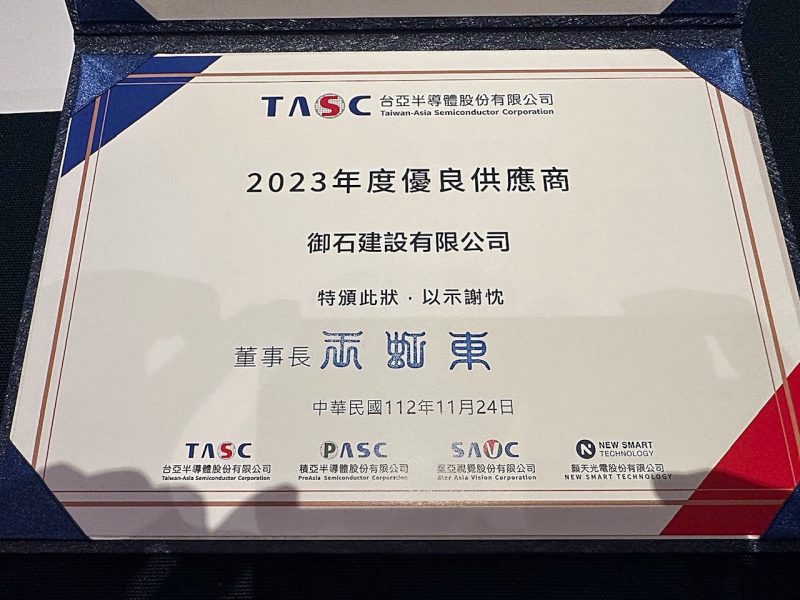 TASC 台亞半導體股份有限公司
Taiwan-Asia Semiconductor Corporation
2023年度優良供應商
御石建設有限公司
特頒此狀，以示謝忱
董事長 衣虹東
中華民國112年11月24日
TASC
台亞半導體股份有限公司
Taiwan-Asia Semiconductor Corporation
PASC
積亞半導體股份有限公司
ProAsia Semiconductor Corporation
SAVC
星亞視覺股份有限公司
Star Asia Vision Corporation
N NEW SMART
TECHNOLOGY
顥天光電股份有限公司
NEW SMART TECHNOLOGY